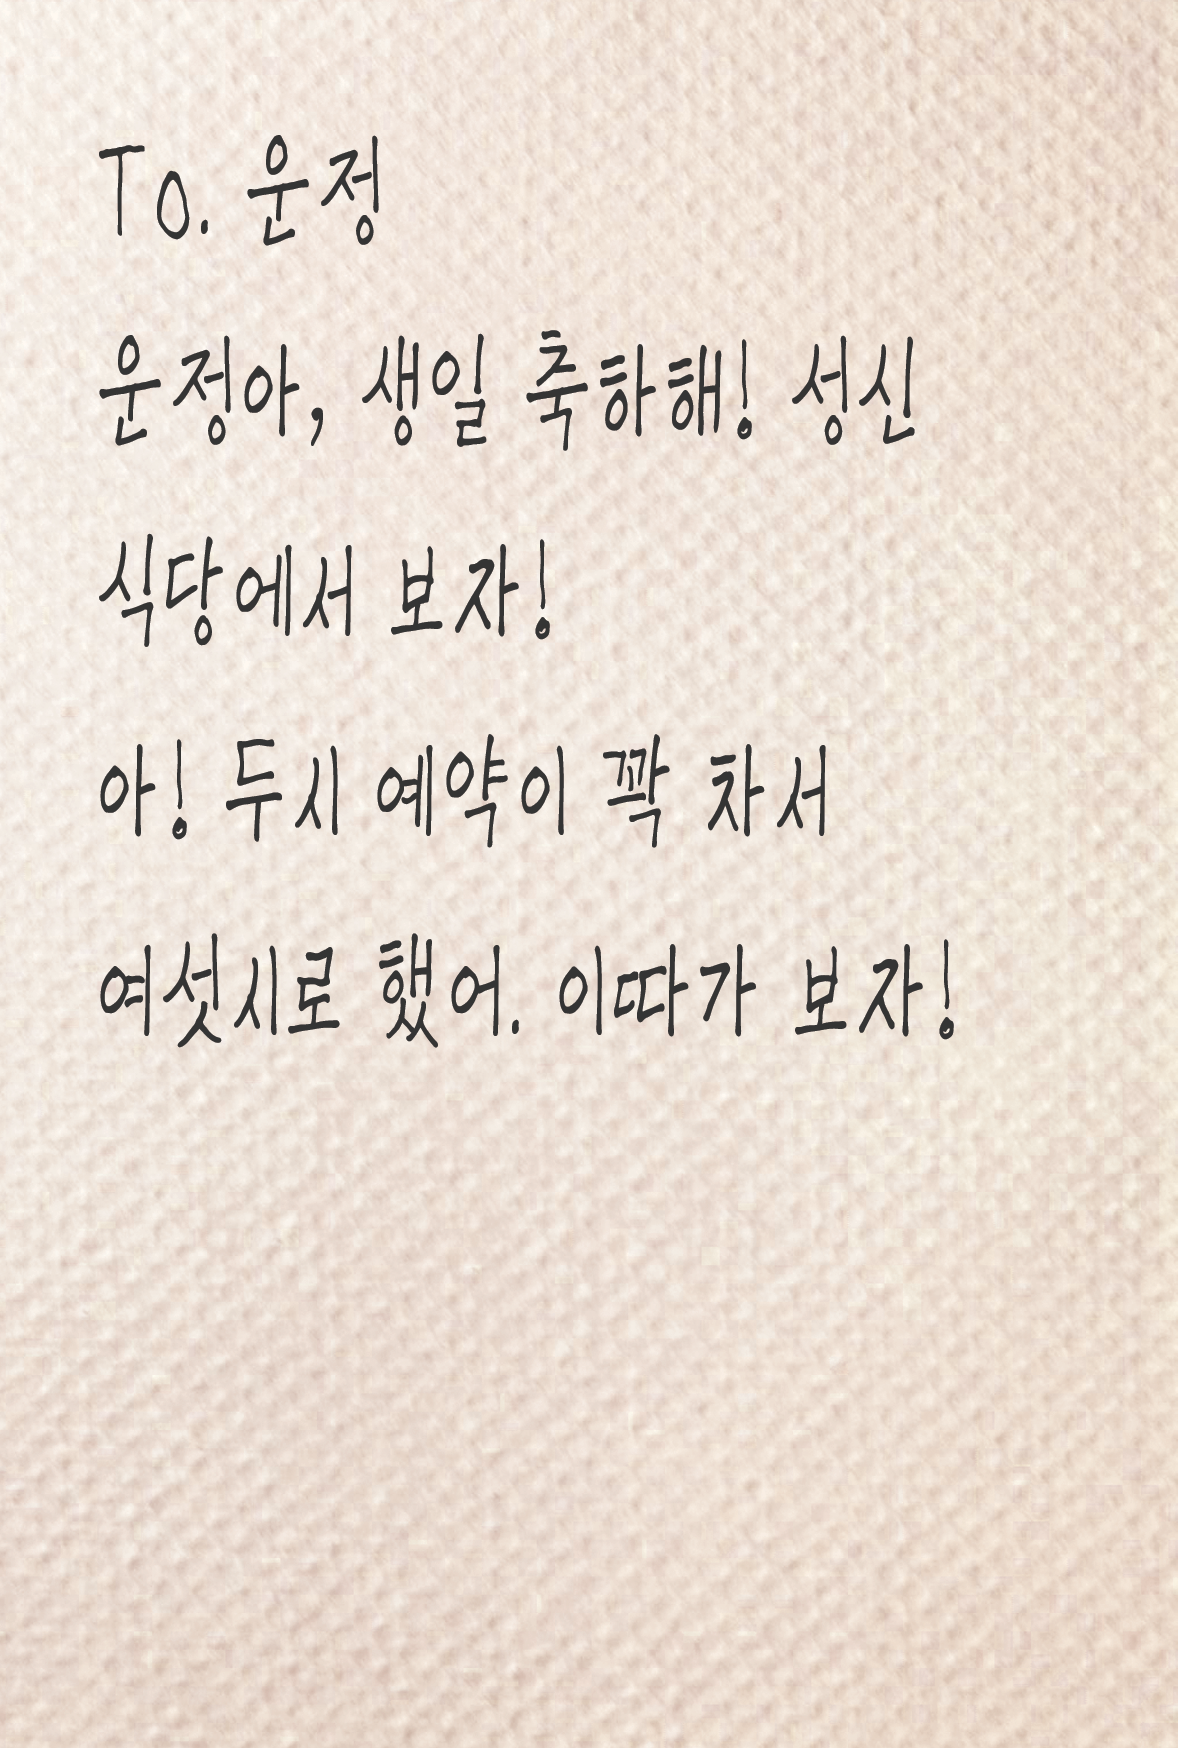 To. 운정
운정아, 생일 축하해! 성신
식당에서 보자!
아! 두시 예약이 꽉 차서
여섯시로 했어. 이따가 보자!